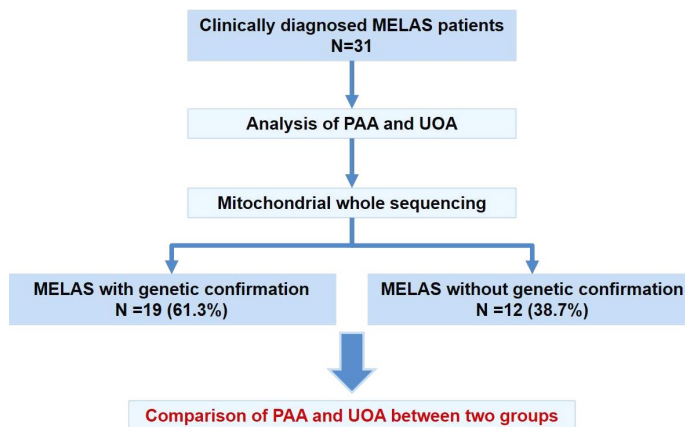 Clinically diagnosed MELAS patients
N=31
Analysis of PAA and UOA
Mitochondrial whole sequencing
MELAS with genetic confirmation
N =19 (61.3%)
MELAS without genetic confirmation
N =12 (38.7%)
Comparison of PAA and UOA between two groups